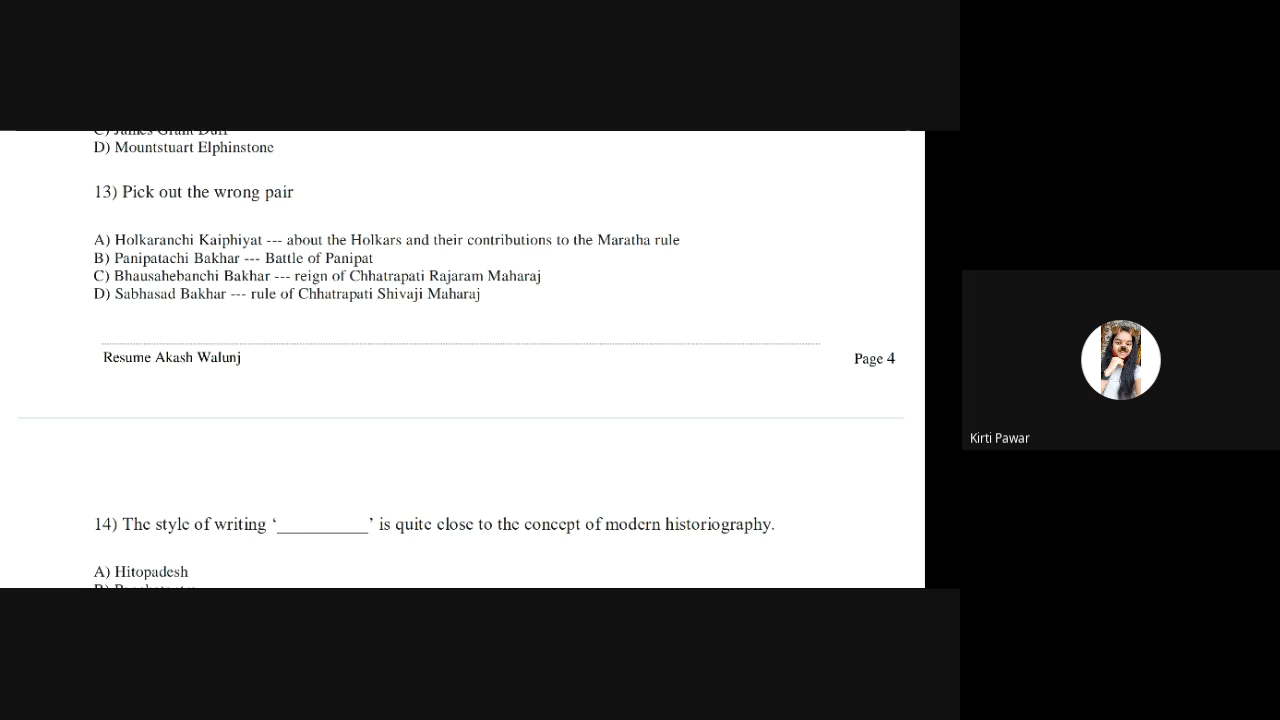 C) James Grant Duff
D) Mountstuart Elphinstone
13) Pick out the wrong pair
A) Holkaranchi Kaiphiyat --- about the Holkars and their contributions to the Maratha rule
B) Panipatachi Bakhar --- Battle of Panipat
C) Bhausahebanchi Bakhar --- reign of Chhatrapati Rajaram Maharaj
D) Sabhasad Bakhar --- rule of Chhatrapati Shivaji Maharaj
Resume Akash Walunj
Page 4
Kirti Pawar
14) The style of writing ‘__________’ is quite close to the concept of modern historiography.
A) Hitopadesh